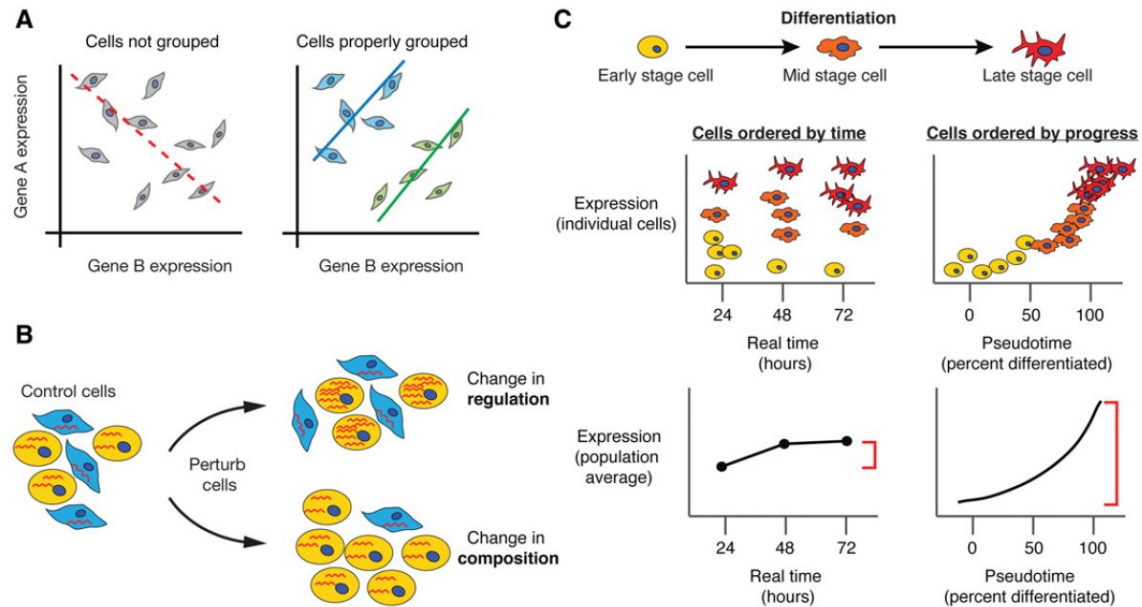 A
Cells not grouped
Cells properly grouped
Gene A expression
Gene B expression
Gene B expression
B
Control cells
Perturb
cells
Change in
regulation
Change in
composition
C
Differentiation
Early stage cell
Mid stage cell
Late stage cell
Cells ordered by time
Cells ordered by progress
Expression
(individual cells)
24 48 72
Real time
(hours)
0 50 100
Pseudotime
(percent differentiated)
Expression
(population
average)
24 48 72
Real time
(hours)
0 50 100
Pseudotime
(percent differentiated)